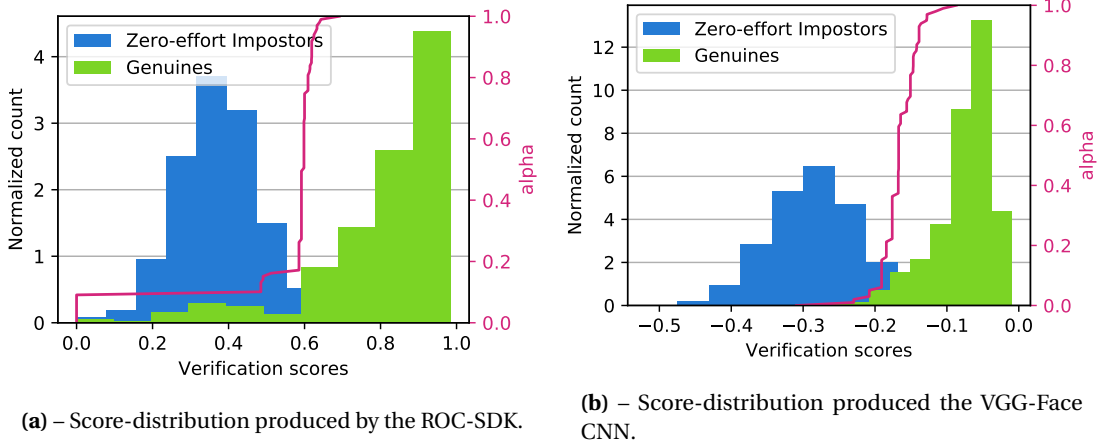 Zero-effort Impostors
Genuines
Normalized count
4
3
2
1
0
0.0 0.2 0.4 0.6 0.8 1.0
Verification scores
1.0
0.8
0.6
0.4
0.2
0.0
alpha
(a) – Score-distribution produced by the ROC-SDK.
Zero-effort Impostors
Genuines
Normalized count
12
10
8
6
4
2
0
−0.5 −0.4 −0.3 −0.2 −0.1 0.0
Verification scores
1.0
0.8
0.6
0.4
0.2
0.0
alpha
(b) – Score-distribution produced the VGG-Face
CNN.